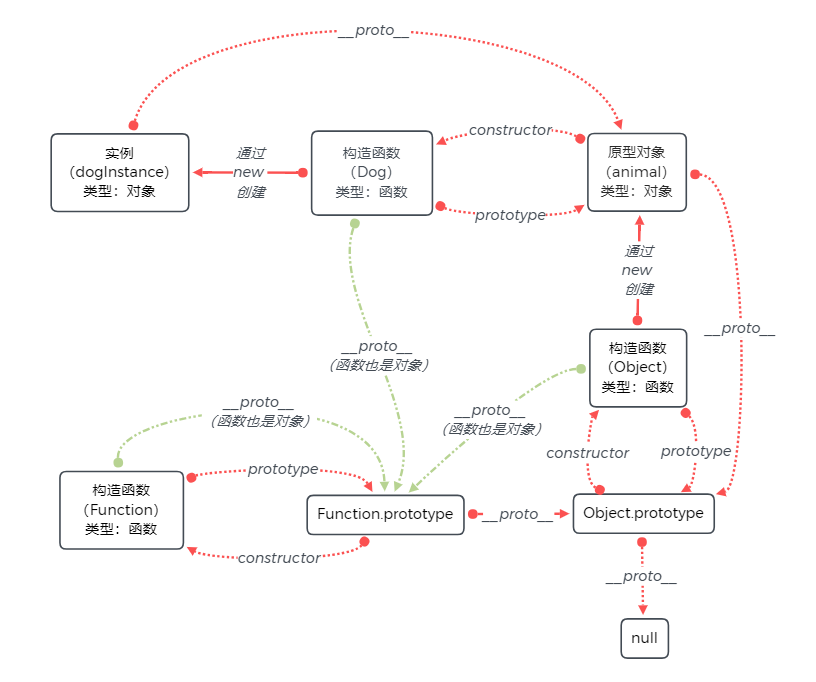 __proto__
实例
（dogInstance）
类型：对象
通过
new
创建
构造函数
（Dog）
类型：函数
constructor
prototype
原型对象
（animal）
类型：对象
通过
new
创建
__proto__
__proto__
（函数也是对象）
构造函数
（Object）
类型：函数
__proto__
（函数也是对象）
__proto__
（函数也是对象）
constructor
prototype
构造函数
（Function）
类型：函数
prototype
Function.prototype
__proto__
Object.prototype
constructor
__proto__
null